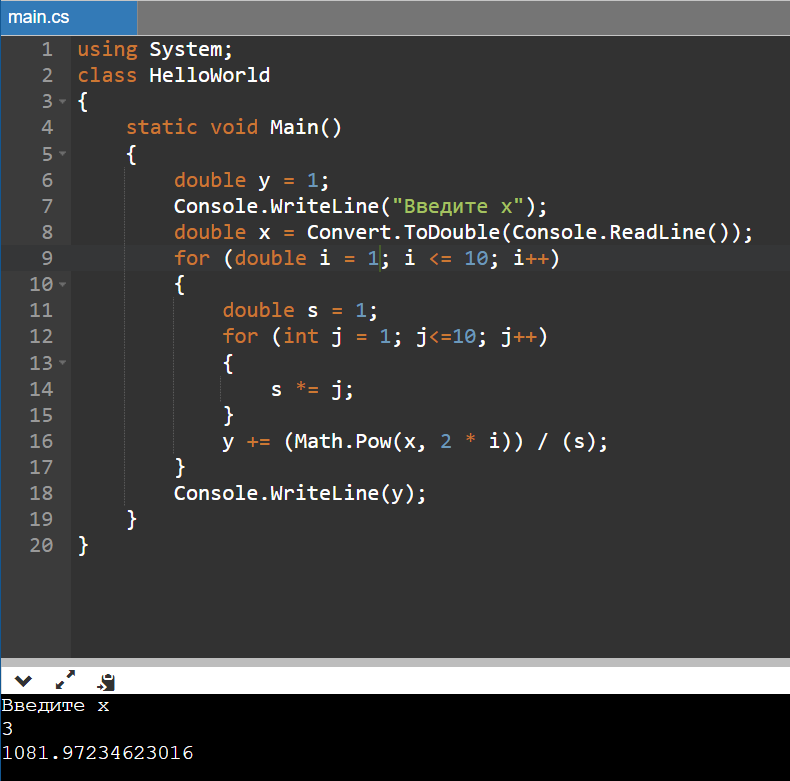 main.cs
1 using System;
2 class HelloWorld
3 {
4     static void Main()
5     {
6         double y = 1;
7         Console.WriteLine("Введите x");
8         double x = Convert.ToDouble(Console.ReadLine());
9         for (double i = 1; i <= 10; i++)
10         {
11             double s = 1;
12             for (int j = 1; j<=10; j++)
13             {
14                 s *= j;
15             }
16             y += (Math.Pow(x, 2 * i)) / (s);
17         }
18         Console.WriteLine(y);
19     }
20 }
Введите x
3
1081.97234623016